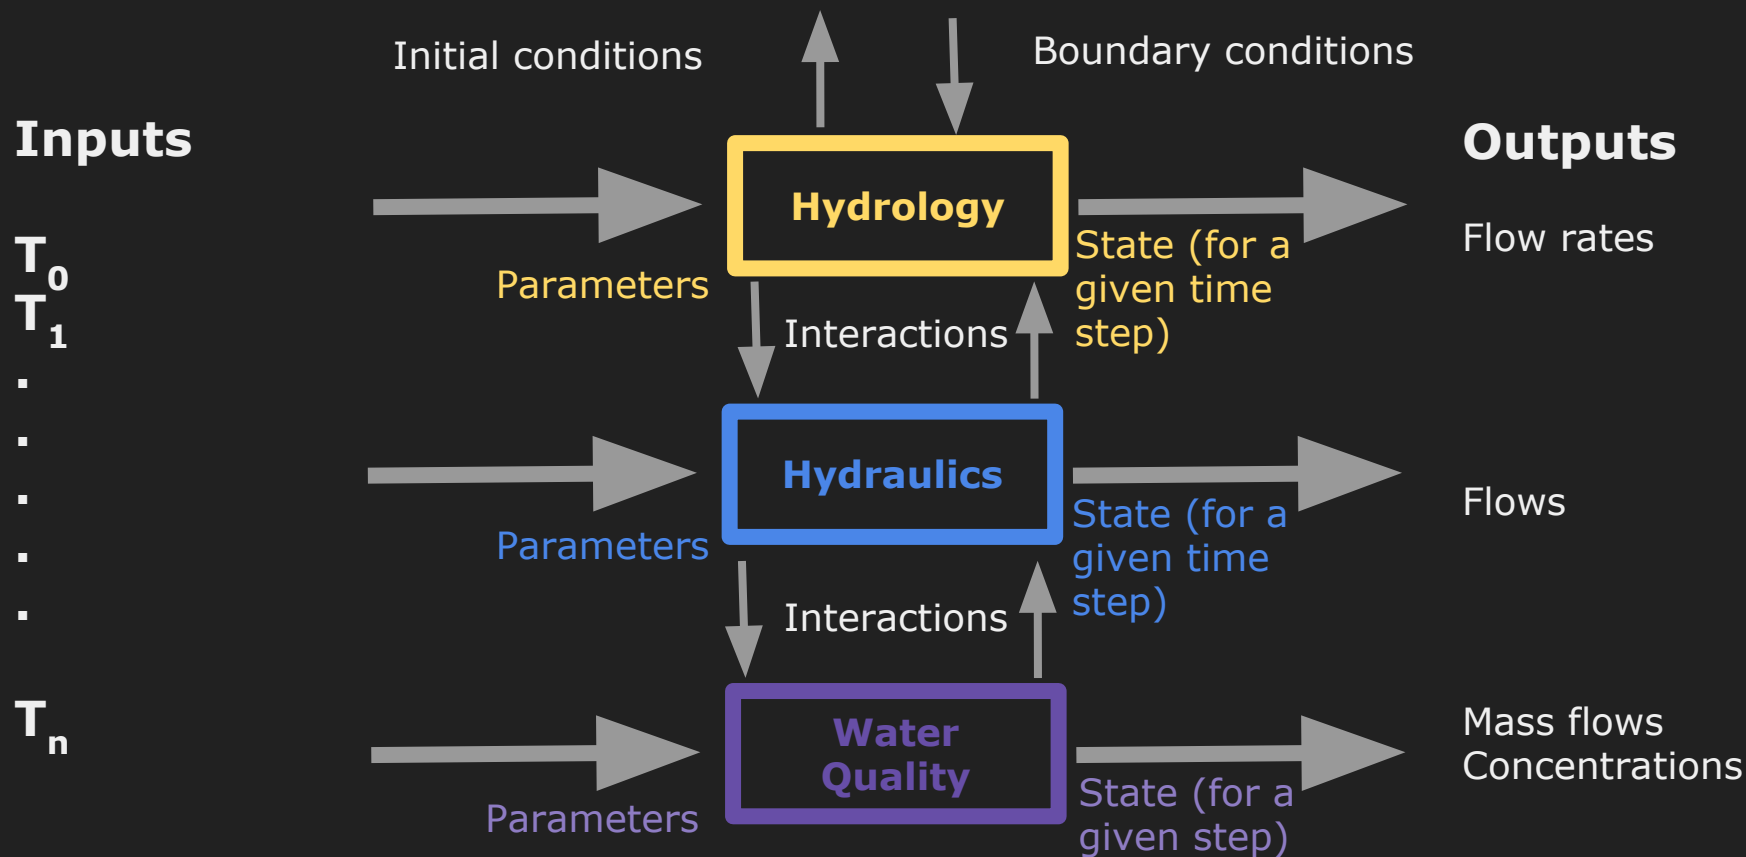 Initial conditions
Boundary conditions
Inputs
Outputs
Hydrology
T0
T1
.
.
.
.
.
Tn
Parameters
State (for a
given time
step)
Flow rates
Interactions
Hydraulics
Parameters
State (for a
given time
step)
Flows
Interactions
Water
Quality
Parameters
State (for a
given step)
Mass flows
Concentrations